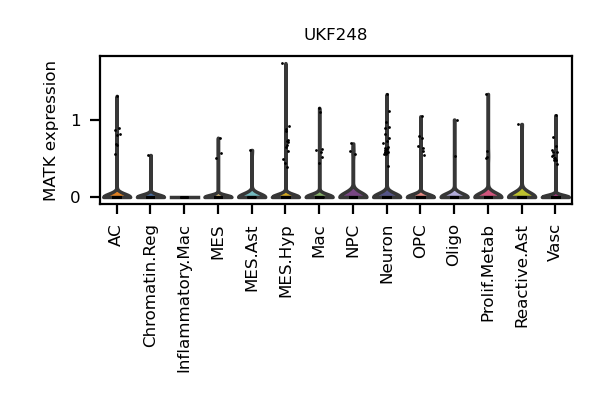 UKF248
MATK expression
1
0
AC
Chromatin.Reg
Inflammatory.Mac
MES
MES.Ast
MES.Hyp
Mac
NPC
Neuron
OPC
Oligo
Prolif.Metab
Reactive.Ast
Vasc